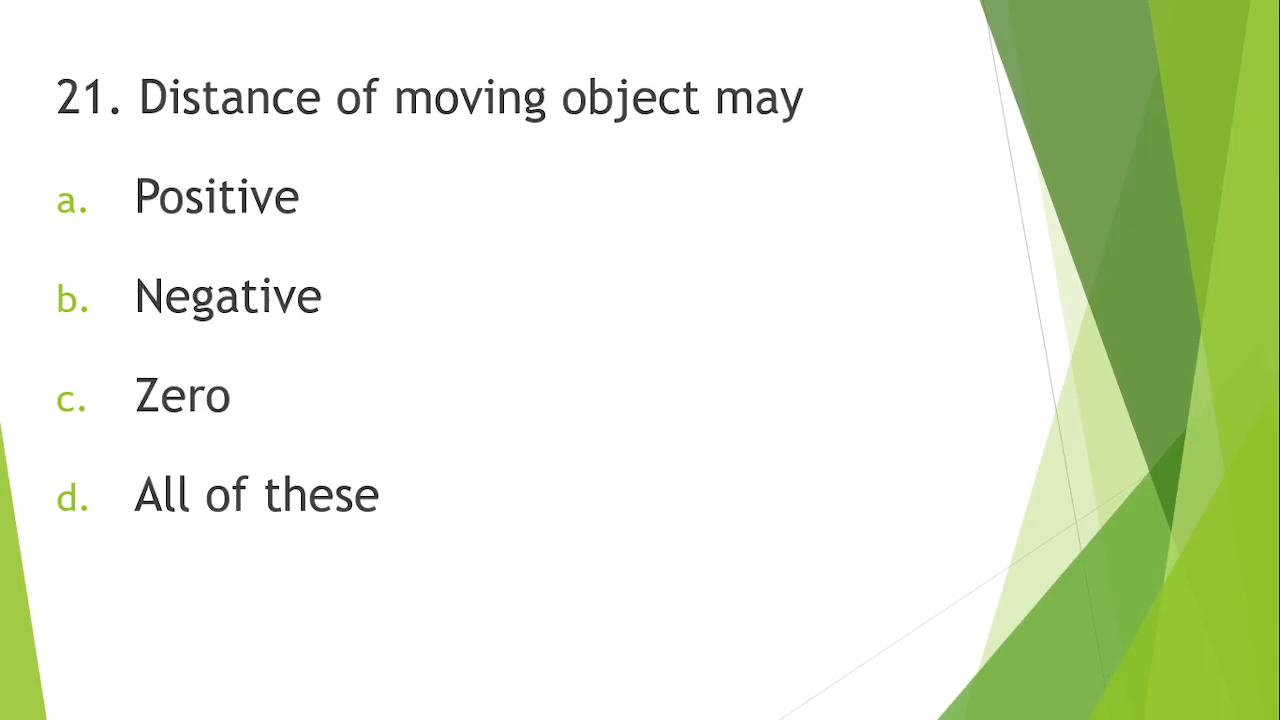 21. Distance of moving object may
a. Positive
b. Negative
c. Zero
d. All of these